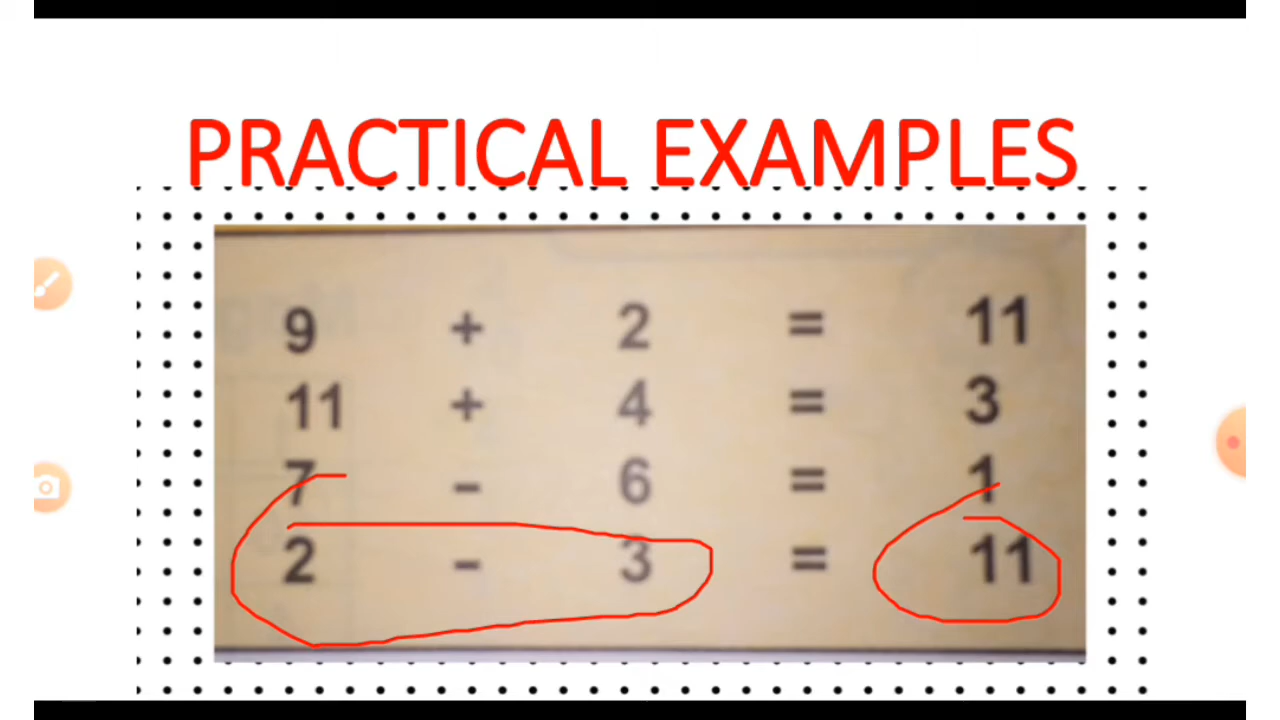 PRACTICAL EXAMPLES
9 + 2 = 11
11 + 4 = 3
7 - 6 = 1
2 - 3 = 11